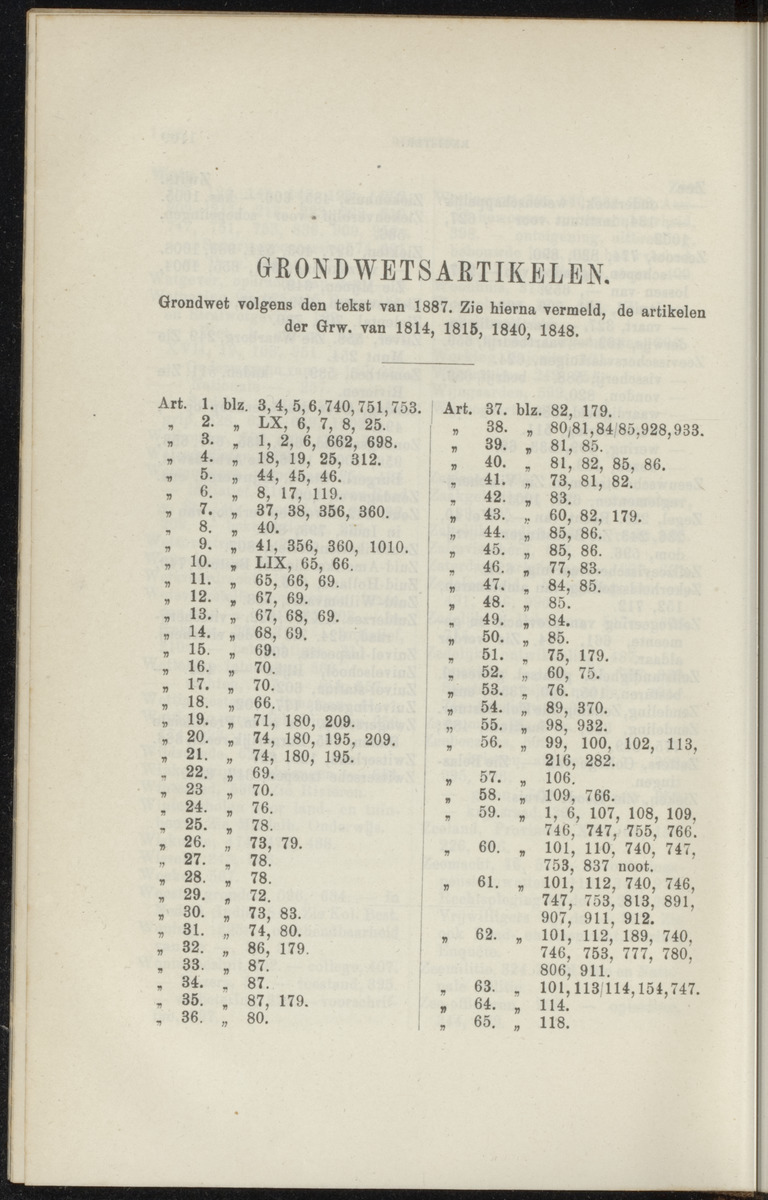 GRONDWETSARTIKELEN.
Grondwet volgens den tekst van 1887. Zie hierna vermeld, de artikelen
der Grw. van 1814, 1815, 1840, 1848.
Art. 1. blz. 3, 4, 5, 6, 740, 751, 753.
„ 2. „ LX, 6, 7, 8, 25.
„ 3. „ 1, 2, 6, 662, 698.
„ 4. „ 18, 19, 25, 312.
„ 5. „ 44, 45, 46.
„ 6. „ 8, 17, 119.
„ 7. „ 37, 38, 356, 360.
„ 8. „ 40.
„ 9. „ 41, 356, 360, 1010.
„ 10. „ LIX, 65, 66.
„ 11. „ 65, 66, 69.
„ 12. „ 67, 69.
„ 13. „ 67, 68, 69.
„ 14. „ 68, 69.
„ 15. „ 69.
„ 16. „ 70.
„ 17. „ 70.
„ 18. „ 66.
„ 19. „ 71, 180, 209.
„ 20. „ 74, 180, 195, 209.
„ 21. „ 74, 180, 195.
„ 22. „ 69.
„ 23 „ 70.
„ 24. „ 76.
„ 25. „ 78.
„ 26. „ 73, 79.
„ 27. „ 78.
„ 28. „ 78.
„ 29. „ 72.
„ 30. „ 73, 83.
„ 31. „ 74, 80.
„ 32. „ 86, 179.
„ 33. „ 87.
„ 34. „ 87.
„ 35. „ 87, 179.
„ 36. „ 80.
Art. 37. blz. 82, 179.
„ 38. „ 80/81, 84/85, 928, 933.
„ 39. „ 81, 85.
„ 40. „ 81, 82, 85, 86.
„ 41. „ 73, 81, 82.
„ 42. „ 83.
„ 43. „ 60, 82, 179.
„ 44. „ 85, 86.
„ 45. „ 85, 86.
„ 46. „ 77, 83.
„ 47. „ 84, 85.
„ 48. „ 85.
„ 49. „ 84.
„ 50. „ 85.
„ 51. „ 75, 179.
„ 52. „ 60, 75.
„ 53. „ 76.
„ 54. „ 89, 370.
„ 55. „ 98, 932.
„ 56. „ 99, 100, 102, 113,
216, 282.
„ 57. „ 106.
„ 58. „ 109, 766.
„ 59. „ 1, 6, 107, 108, 109,
746, 747, 755, 766.
„ 60. „ 101, 110, 740, 747,
753, 837 noot.
„ 61. „ 101, 112, 740, 746,
747, 753, 813, 891,
907, 911, 912.
„ 62. „ 101, 112, 189, 740,
746, 753, 777, 780,
806, 911.
„ 63. „ 101, 113/114, 154, 747.
„ 64. „ 114.
„ 65. „ 118.